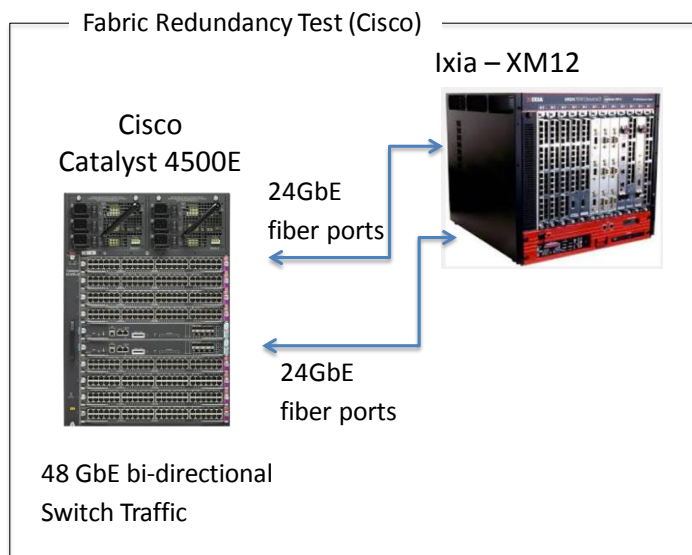 Fabric Redundancy Test (Cisco)
Ixia – XM12
Cisco
Catalyst 4500E
24GbE
fiber ports
24GbE
fiber ports
48 GbE bi-directional
Switch Traffic
IXIA